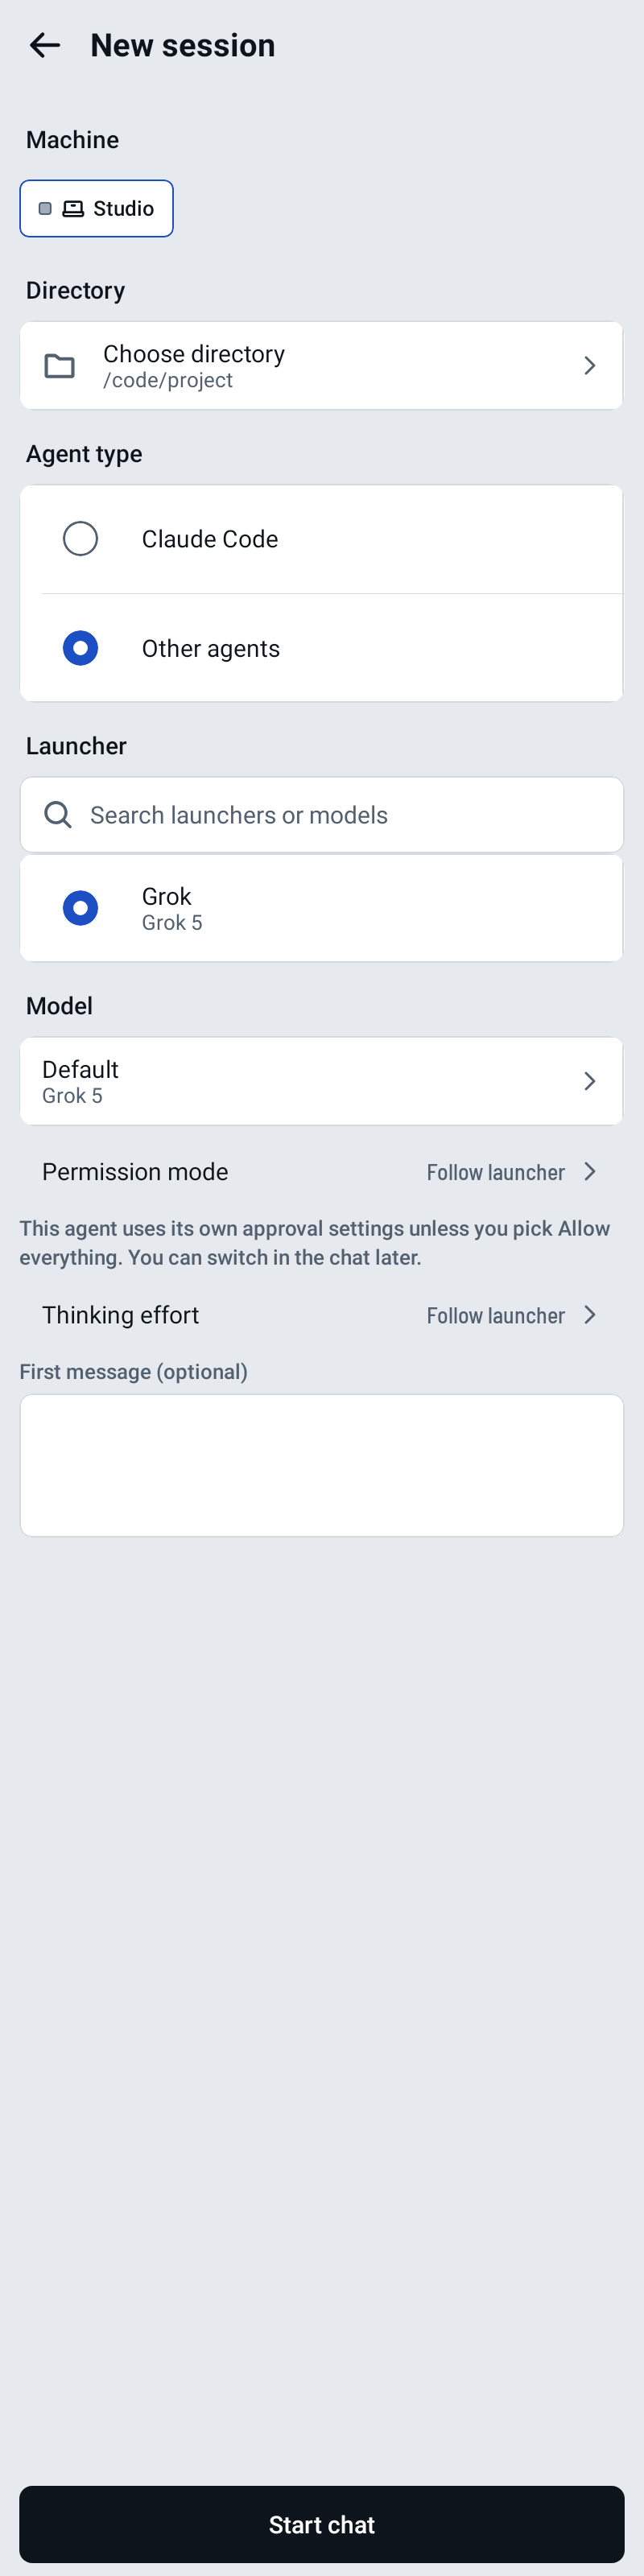 New session
Machine
Studio
Directory
Choose directory
/code/project
Agent type
Claude Code
Other agents
Launcher
Search launchers or models
Grok
Grok 5
Model
Default
Grok 5
Permission mode
Follow launcher
This agent uses its own approval settings unless you pick Allow
everything. You can switch in the chat later.
Thinking effort
Follow launcher
First message (optional)
Start chat